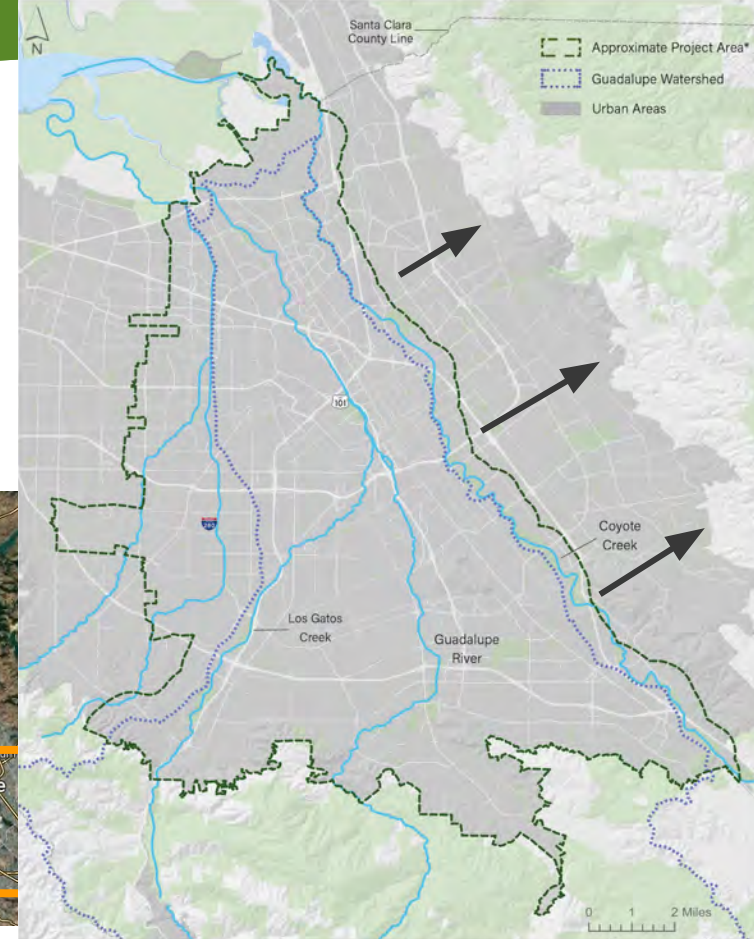 N
Santa Clara
County Line
Approximate Project Area*
Guadalupe Watershed
Urban Areas
101
280
Coyote
Creek
Los Gatos
Creek
Guadalupe
River
0 1 2 Miles